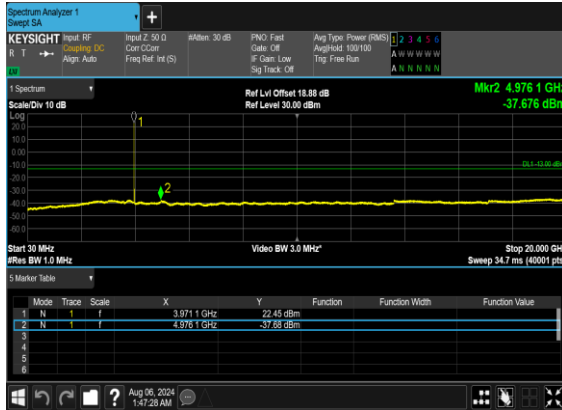 Spectrum Analyzer 1
Swept SA
+
KEYSIGHT Input: RF Input Z: 50 Ω #Atten: 30 dB PNO: Fast Avg Type: Power (RMS) 1 2 3 4 5 6
R T Coupling: DC Corr CCorr Gate: Off Avg|Hold: 100/100 A W W W W W
Align: Auto Freq Ref: Int (S) IF Gain: Low Trig: Free Run
Sig Track: Off A N N N N N
1 Spectrum Ref Lvl Offset 18.88 dB Mkr2 4.976 1 GHz
Scale/Div 10 dB Ref Level 30.00 dBm -37.676 dBm
Log
20.0
10.0
0.00
-10.0
-20.0
-30.0
-40.0
-50.0
-60.0
1
2
DL1 -13.00 dBm
Start 30 MHz Video BW 3.0 MHz* Stop 20.000 GH
#Res BW 1.0 MHz Sweep 34.7 ms (40001 pts
5 Marker Table
Mode Trace Scale X Y Function Function Width Function Value
1 N 1 f 3.971 1 GHz 22.45 dBm
2 N 1 f 4.976 1 GHz -37.68 dBm
3
4
5
6
? Aug 06, 2024
1:47:28 AM